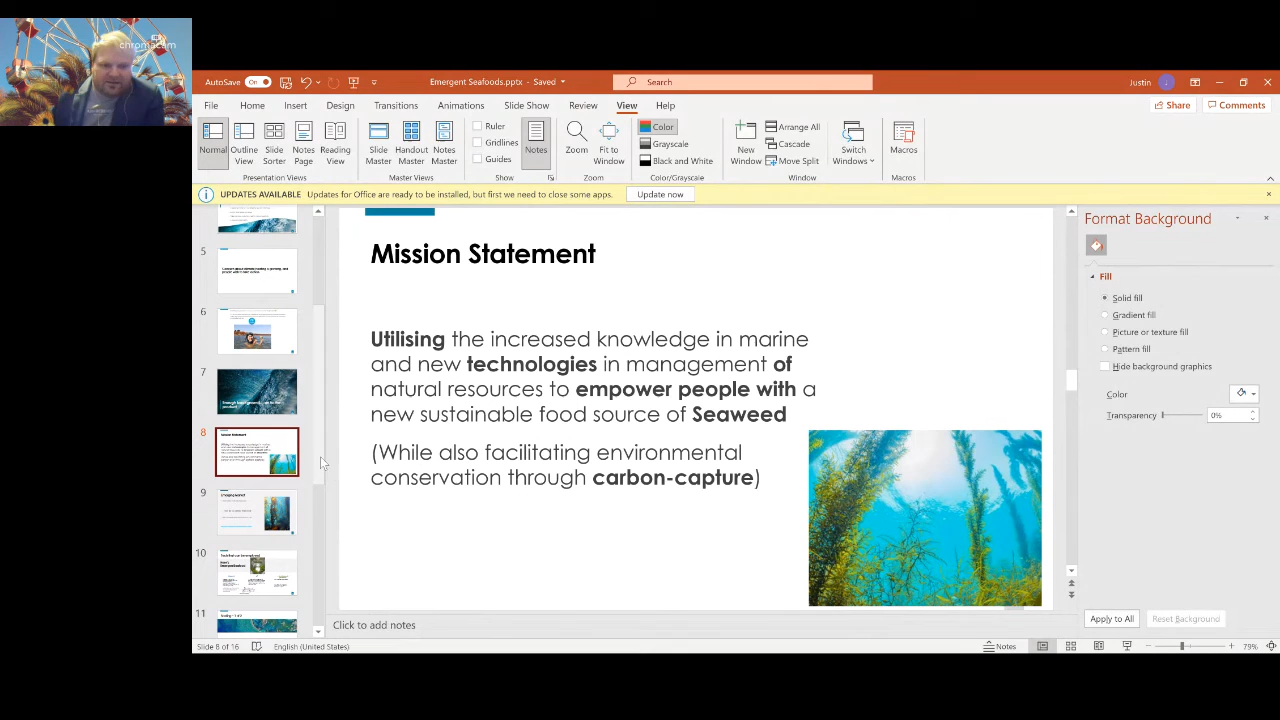 chromacam
AutoSave On Emergent Seafoods.pptx - Saved Search Justin
File Home Insert Design Transitions Animations Slide Show Review View Help Share Comments
Normal Outline View Slide Sorter Notes Page Reading View
Slide Master Handout Master Notes Master
Ruler
Gridlines
Guides
Notes
Zoom Fit to Window
Color
Grayscale
Black and White
New Window
Arrange All
Cascade
Move Split
Switch Windows
Macros
Presentation Views Master Views Show Zoom Color/Grayscale Window Macros
UPDATES AVAILABLE Updates for Office are ready to be installed, but first we need to close some apps. Update now
5
6
7
8
Mission Statement
9
10
11
Mission Statement
Utilising the increased knowledge in marine
and new technologies in management of
natural resources to empower people with a
new sustainable food source of Seaweed
(While also facilitating environmental
conservation through carbon-capture)
Click to add notes
Format Background
Fill
Solid fill
Gradient fill
Picture or texture fill
Pattern fill
Hide background graphics
Color
Transparency 0%
Apply to All Reset Background
Slide 8 of 16 English (United States) Notes 79%